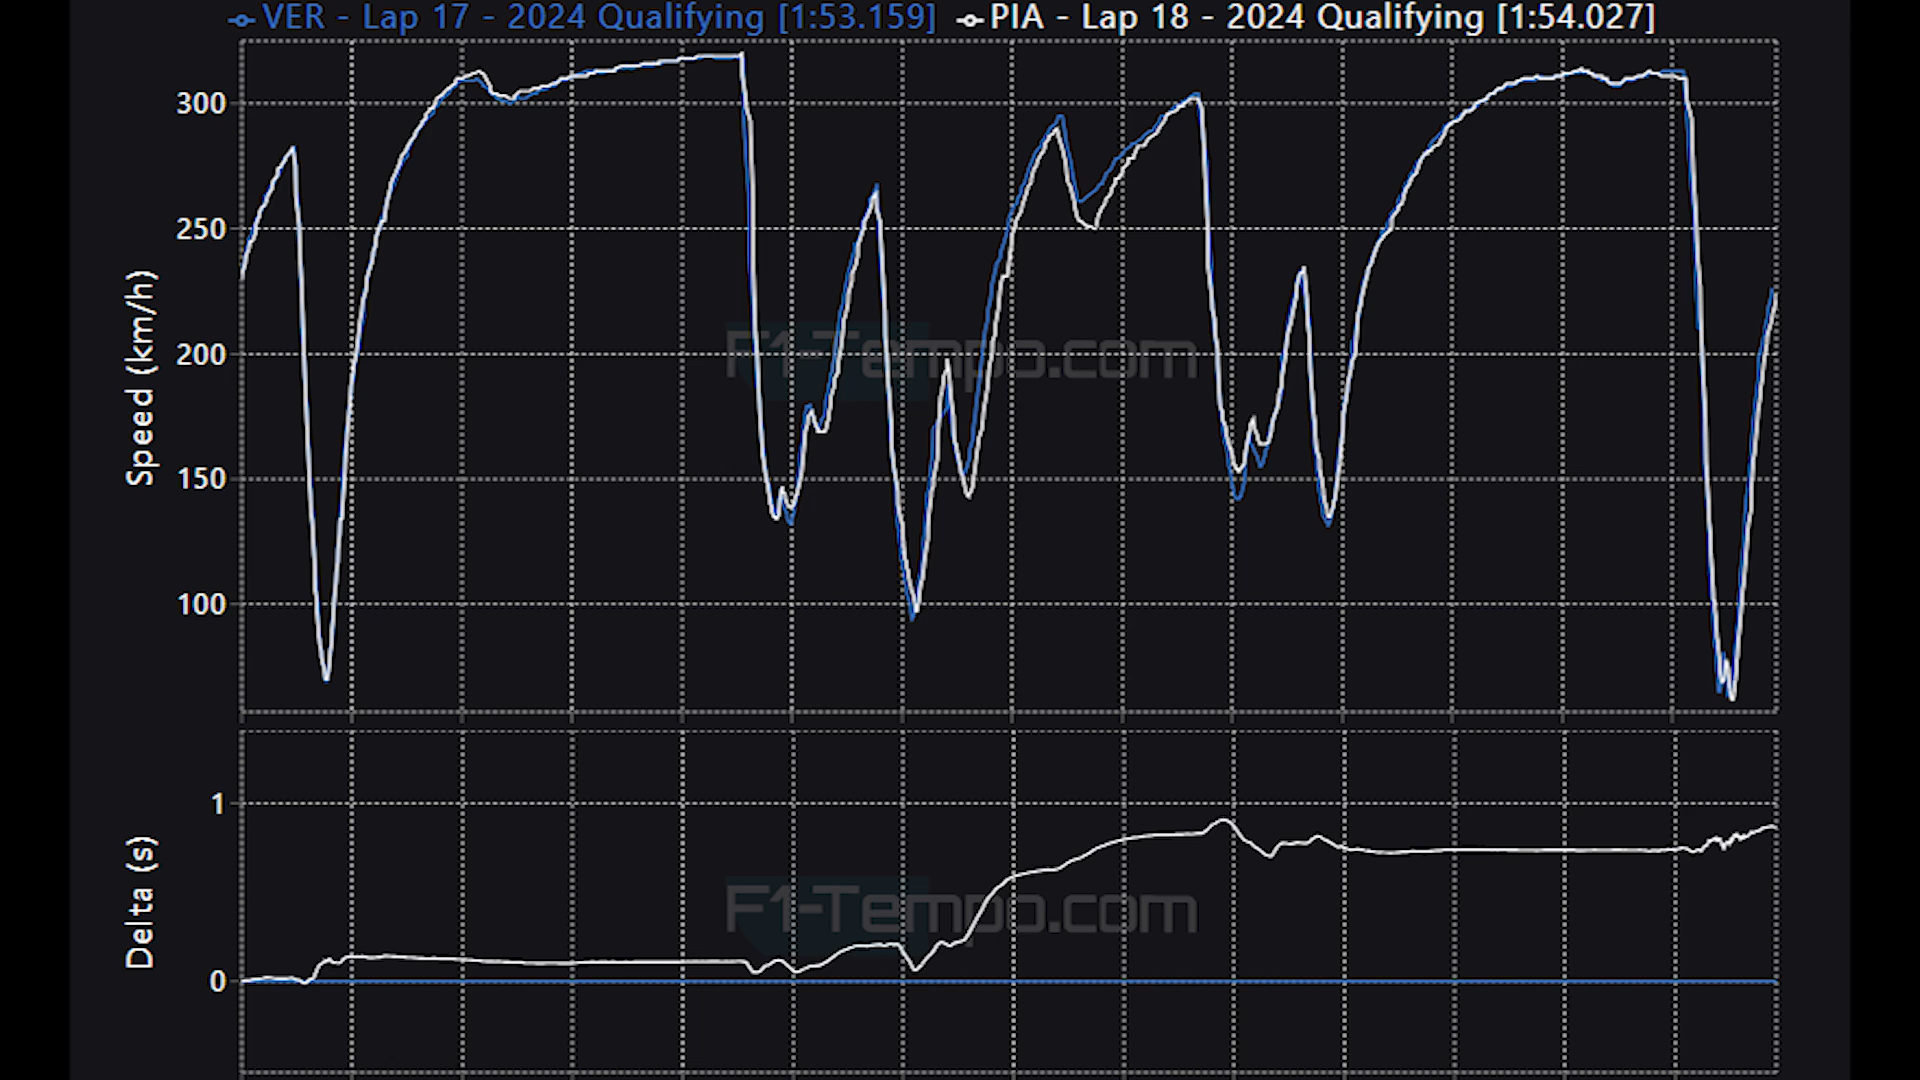 VER - Lap 17 - 2024 Qualifying [1:53.159] PIA - Lap 18 - 2024 Qualifying [1:54.027]
300
250
200
150
100
Speed (km/h)
F1-Tempo.com
1
0
Delta (s)
F1-Tempo.com